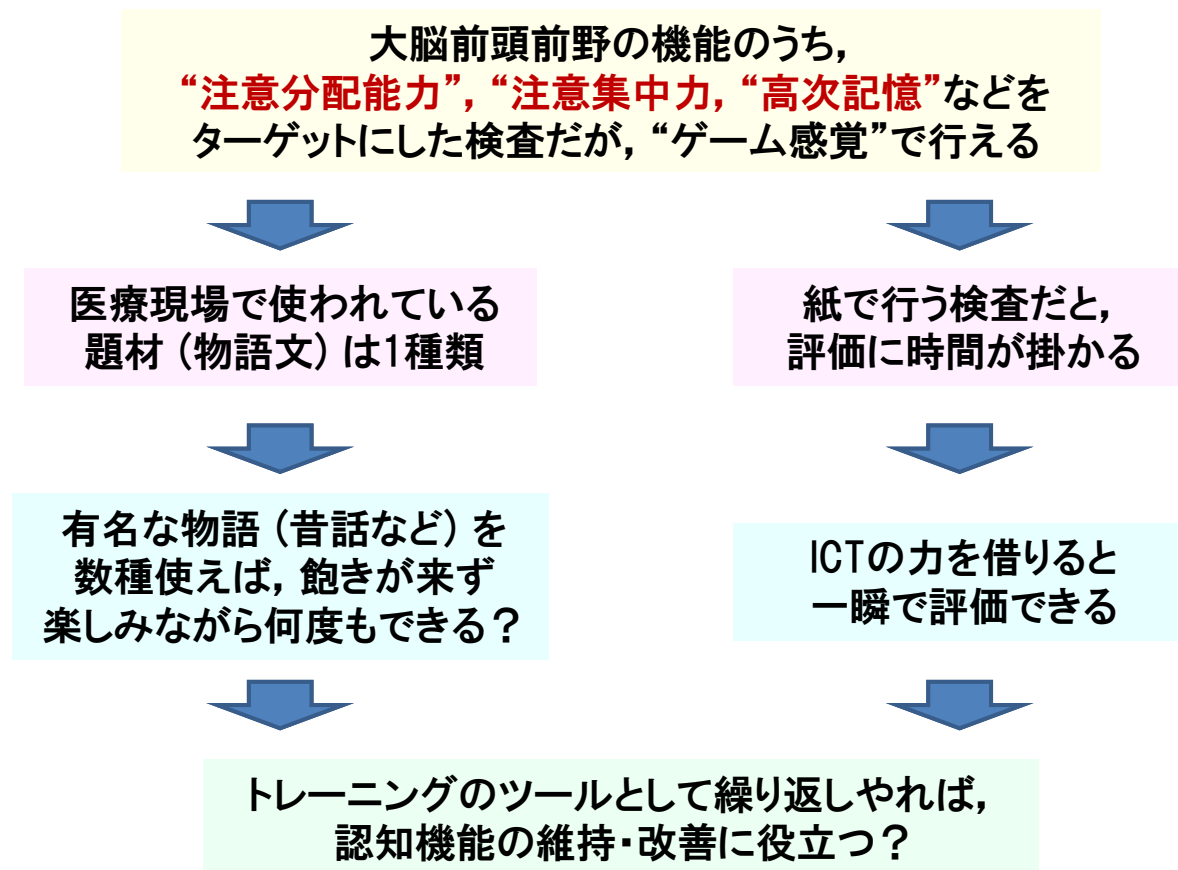 大脳前頭前野の機能のうち，
“注意分配能力”，“注意集中力，“高次記憶”などを
ターゲットにした検査だが，“ゲーム感覚”で行える
医療現場で使われている
題材（物語文）は1種類
紙で行う検査だと，
評価に時間が掛かる
有名な物語（昔話など）を
数種使えば，飽きが来ず
楽しみながら何度もできる？
ICTの力を借りると
一瞬で評価できる
トレーニングのツールとして繰り返しやれば，
認知機能の維持・改善に役立つ？